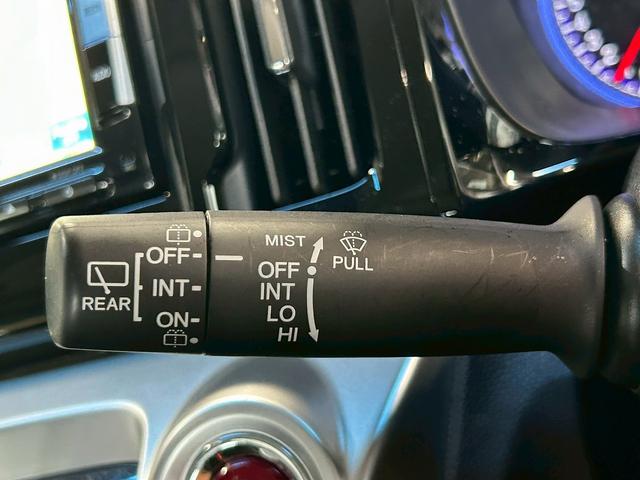 REAR
OFF
INT
ON
MIST
OFF
INT
LO
HI
PULL